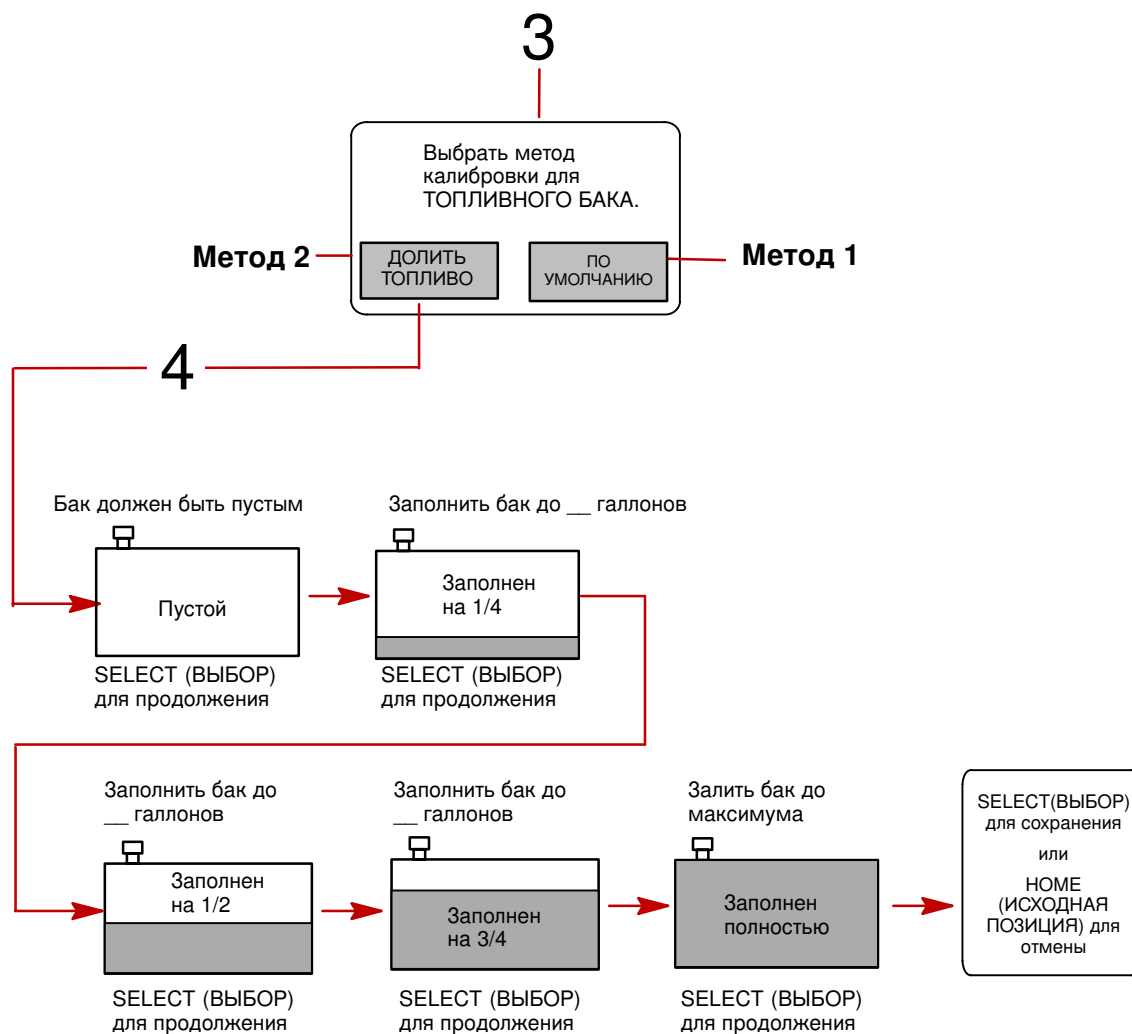 3
Выбрать метод
калибровки для
ТОПЛИВНОГО БАКА.
Метод 2
ДОЛИТЬ
ТОПЛИВО
ПО
УМОЛЧАНИЮ
Метод 1
4
Бак должен быть пустым
Пустой
SELECT (ВЫБОР)
для продолжения
Заполнить бак до __ галлонов
Заполнен
на 1/4
SELECT (ВЫБОР)
для продолжения
Заполнить бак до
__ галлонов
Заполнен
на 1/2
SELECT (ВЫБОР)
для продолжения
Заполнить бак до
__ галлонов
Заполнен
на 3/4
SELECT (ВЫБОР)
для продолжения
Залить бак до
максимума
Заполнен
полностью
SELECT (ВЫБОР)
для продолжения
SELECT(ВЫБОР)
для сохранения
или
HOME
(ИСХОДНАЯ
ПОЗИЦИЯ) для
отмены